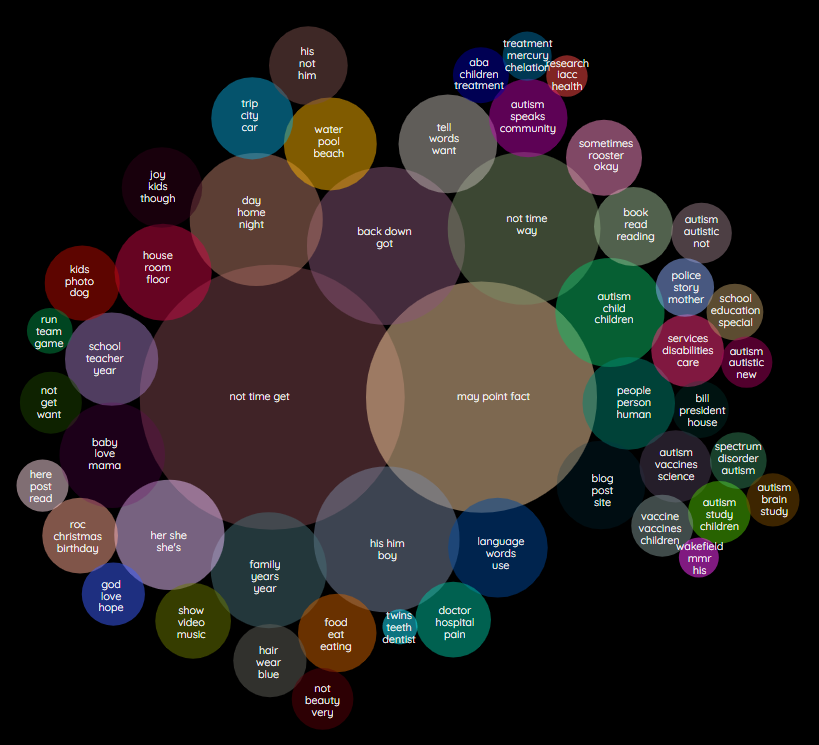 his
not
him
trip
city
car
water
pool
beach
tell
words
want
aba
children
treatment
treatment
mercury
chelation
research
iacc
health
autism
speaks
community
sometimes
rooster
okay
joy
kids
though
day
home
night
back down
got
not time
way
book
read
reading
autism
autistic
not
kids
photo
dog
house
room
floor
autism
child
children
police
story
mother
school
education
special
run
team
game
school
teacher
year
services
disabilities
care
autism
autistic
new
not
get
want
not time get
may point fact
people
person
human
bill
president
house
baby
love
mama
here
post
read
blog
post
site
autism
vaccines
science
spectrum
disorder
autism
autism
brain
study
roc
christmas
birthday
her she
she's
his him
boy
language
words
use
vaccine
vaccines
children
autism
study
children
wakefield
mmr
his
god
love
hope
family
years
year
show
video
music
food
eat
eating
twins
teeth
dentist
doctor
hospital
pain
hair
wear
blue
not
beauty
very